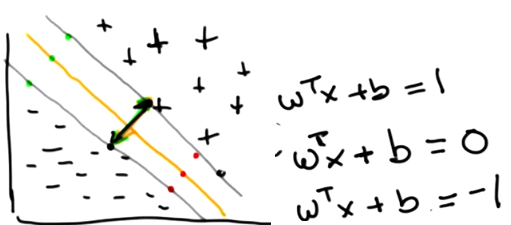 wᵀx + b = 1
wᵀx + b = 0
wᵀx + b = -1